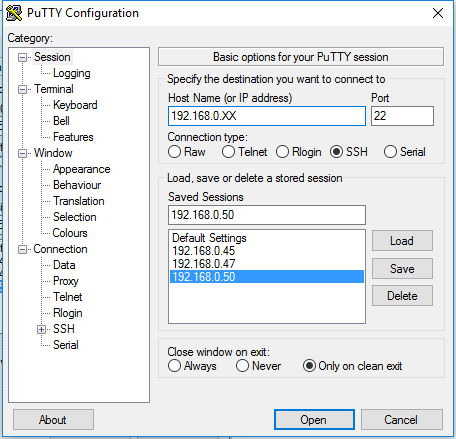 PuTTY Configuration
Category:
Session
Logging
Terminal
Keyboard
Bell
Features
Window
Appearance
Behaviour
Translation
Selection
Colours
Connection
Data
Proxy
Telnet
Rlogin
SSH
Serial
Basic options for your PuTTY session
Specify the destination you want to connect to
Host Name (or IP address) Port
192.168.0.XX 22
Connection type:
Raw Telnet Rlogin SSH Serial
Load, save or delete a stored session
Saved Sessions
192.168.0.50
Default Settings
192.168.0.45
192.168.0.47
192.168.0.50
Load
Save
Delete
Close window on exit:
Always Never Only on clean exit
About Open Cancel